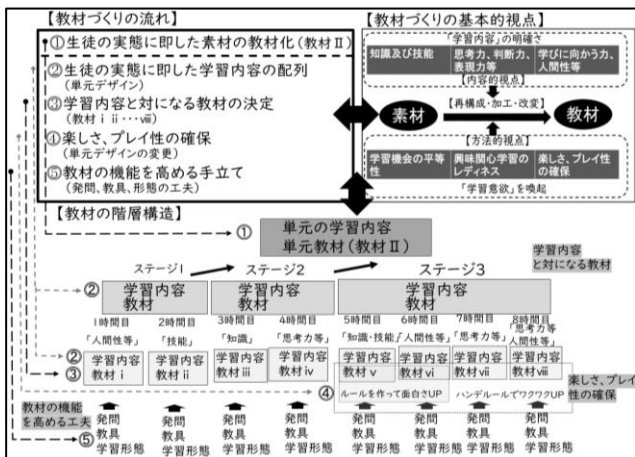 【教材づくりの流れ】
①生徒の実態に即した素材の教材化(教材Ⅱ)
②生徒の実態に即した学習内容の配列
(単元デザイン)
③学習内容と対になる教材の決定
(教材ⅰⅱ…ⅷ)
④楽しさ、プレイ性の確保
(単元デザインの変更)
⑤教材の機能を高める手立て
(発問、教具、形態の工夫)
【教材づくりの基本的視点】
「学習内容」の明確さ
知識及び技能
思考力、判断力、表現力等
学びに向かう力、人間性等
【内容的視点】
素材
【再構成・加工・改変】
教材
【方法的視点】
学習機会の平等性
興味関心学習のレディネス
楽しさ、プレイ性の確保
「学習意欲」を喚起
【教材の階層構造】
①
単元の学習内容
単元教材(教材Ⅱ)
学習内容
と対になる教材
ステージ1
ステージ2
ステージ3
②
学習内容
教材
学習内容
教材
学習内容
教材
1時間目
2時間目
3時間目
4時間目
5時間目
6時間目
7時間目
8時間目
「人間性等」
「技能」
「知識」
「思考力等」
「知識・技能」
「人間性等」
「思考力等」
「思考力等
人間性等」
②
学習内容
学習内容
学習内容
学習内容
学習内容
学習内容
学習内容
学習内容
③
教材ⅰ
教材ⅱ
教材ⅲ
教材ⅳ
教材ⅴ
教材ⅵ
教材ⅶ
教材ⅷ
④
ルールを作って面白さUP
ハンデルールでワクワクUP
楽しさ、プレイ
性の確保
教材の機能
を高める工夫
⑤
発問
教具
学習形態
発問
教具
学習形態
発問
教具
学習形態
発問
教具
学習形態
発問
教具
学習形態
発問
教具
学習形態
発問
教具
学習形態
発問
教具
学習形態